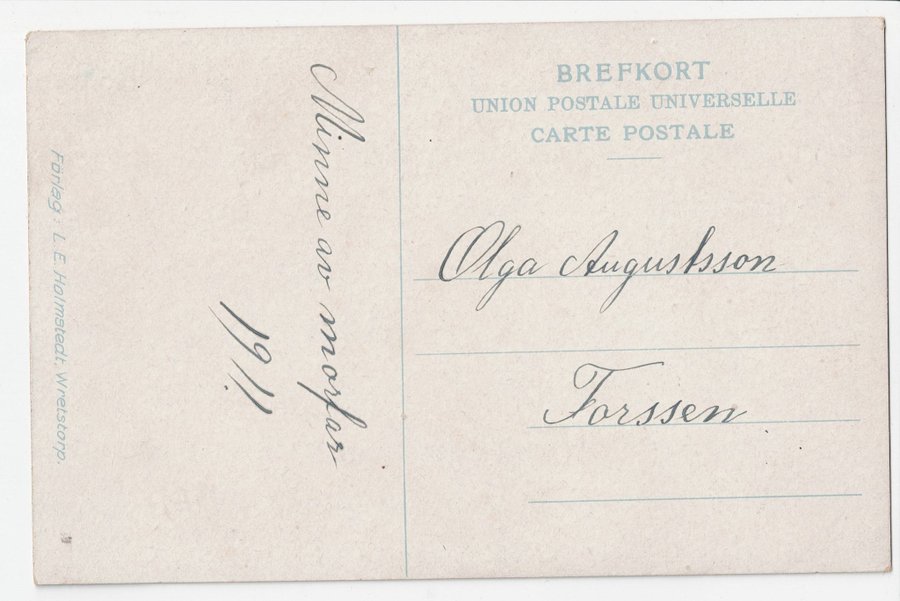 Förlag: L. E. Holmstedt, Wretstorp.
Minne av morfar
1911
BREFKORT
UNION POSTALE UNIVERSELLE
CARTE POSTALE
Olga Augustsson
Forssen